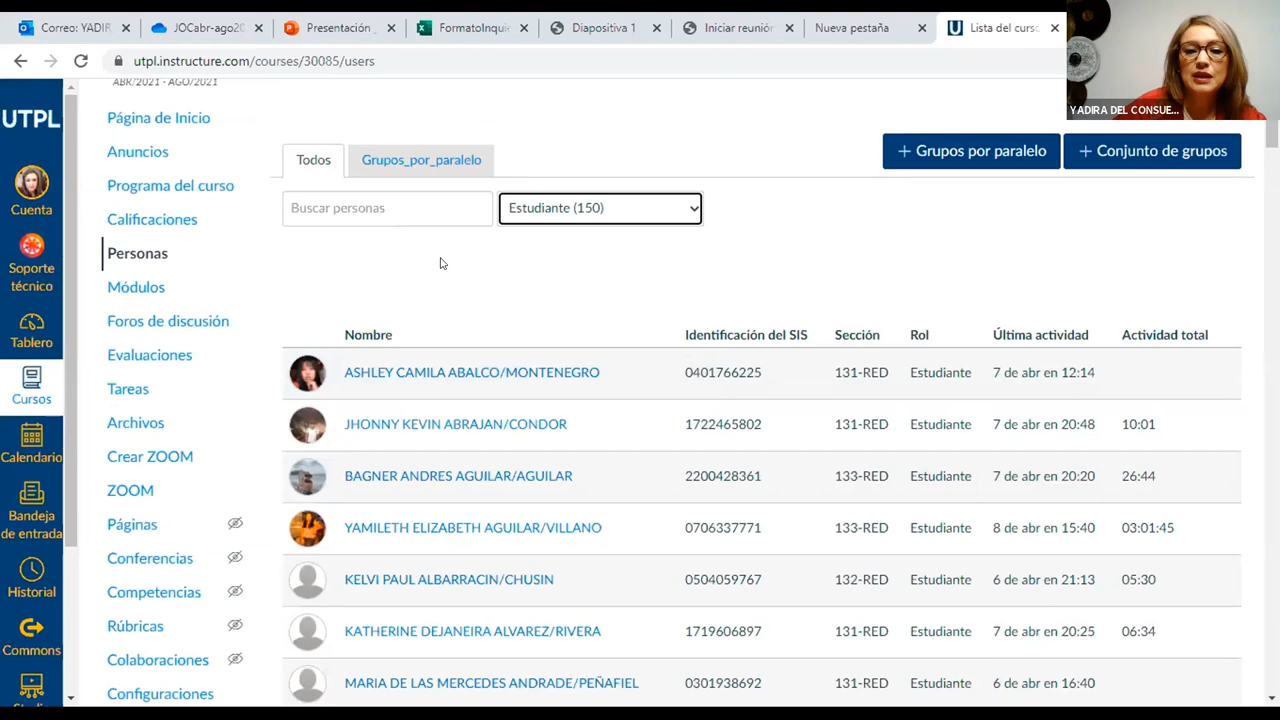 Correo: YADIR
JOCabr-ago20
Presentación
FormatoInqui
Diapositiva 1
Iniciar reunió
Nueva pestaña
Lista del curso
utpl.instructure.com/courses/30085/users
YADIRA DEL CONSUE...
UTPL
Cuenta
Soporte
técnico
Tablero
Cursos
Calendario
Bandeja
de entrada
Historial
Commons
ABR/2021 - AGO/2021
Página de Inicio
Anuncios
Programa del curso
Calificaciones
Personas
Módulos
Foros de discusión
Evaluaciones
Tareas
Archivos
Crear ZOOM
ZOOM
Páginas
Conferencias
Competencias
Rúbricas
Colaboraciones
Configuraciones
Todos
Grupos_por_paralelo
+ Grupos por paralelo
+ Conjunto de grupos
Buscar personas
Estudiante (150)
Nombre Identificación del SIS Sección Rol Última actividad Actividad total
ASHLEY CAMILA ABALCO/MONTENEGRO 0401766225 131-RED Estudiante 7 de abr en 12:14
JHONNY KEVIN ABRAJAN/CONDOR 1722465802 131-RED Estudiante 7 de abr en 20:48 10:01
BAGNER ANDRES AGUILAR/AGUILAR 2200428361 133-RED Estudiante 7 de abr en 20:20 26:44
YAMILETH ELIZABETH AGUILAR/VILLANO 0706337771 133-RED Estudiante 8 de abr en 15:40 03:01:45
KELVI PAUL ALBARRACIN/CHUSIN 0504059767 132-RED Estudiante 6 de abr en 21:13 05:30
KATHERINE DEJANEIRA ALVAREZ/RIVERA 1719606897 131-RED Estudiante 7 de abr en 20:25 06:34
MARIA DE LAS MERCEDES ANDRADE/PEÑAFIEL 0301938692 131-RED Estudiante 6 de abr en 16:40